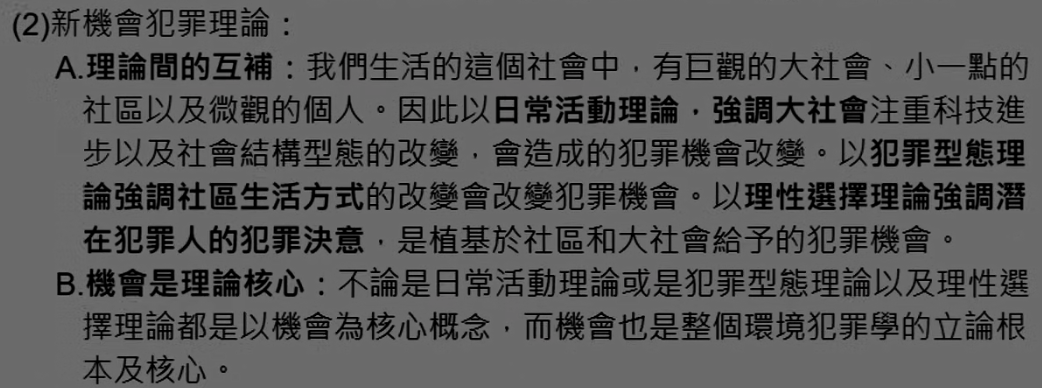 (2)新機會犯罪理論：
A.理論間的互補：我們生活的這個社會中，有巨觀的大社會、小一點的
社區以及微觀的個人。因此以日常活動理論，強調大社會注重科技進
步以及社會結構型態的改變，會造成的犯罪機會改變。以犯罪型態理
論強調社區生活方式的改變會改變犯罪機會。以理性選擇理論強調潛
在犯罪人的犯罪決意，是植基於社區和大社會給予的犯罪機會。
B.機會是理論核心：不論是日常活動理論或是犯罪型態理論以及理性選
擇理論都是以機會為核心概念，而機會也是整個環境犯罪學的立論根
本及核心。